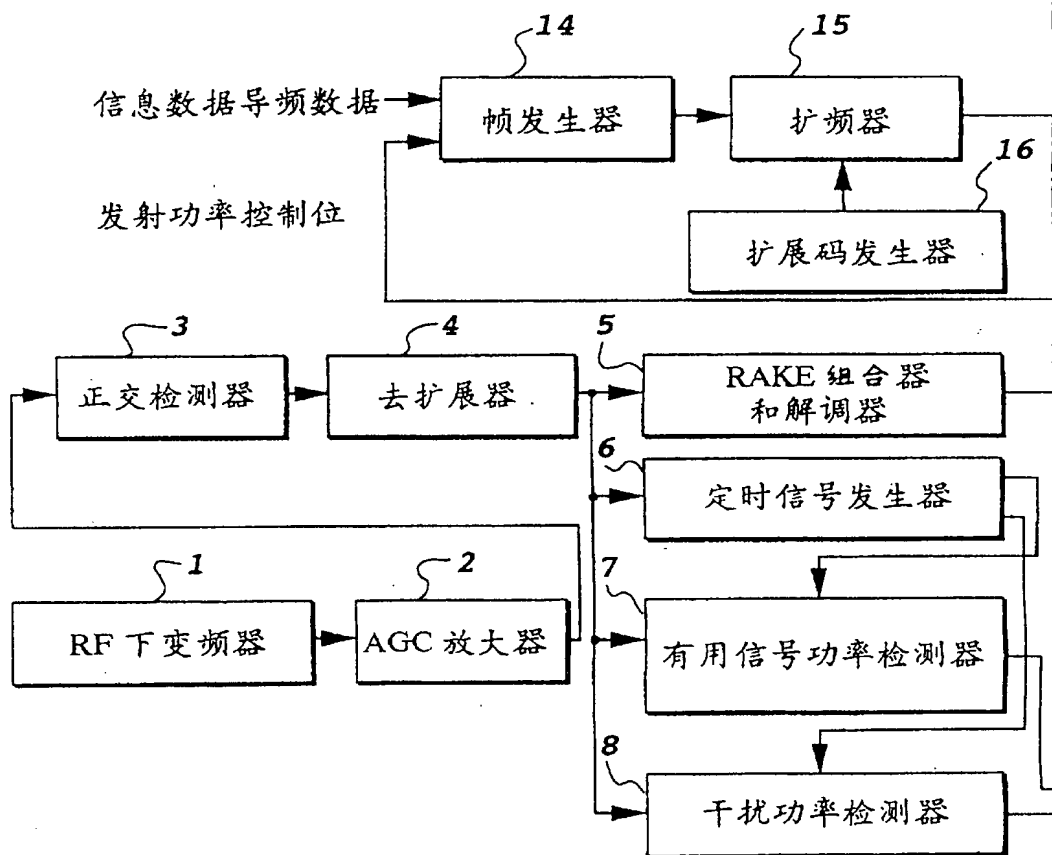 14
15
信息数据导频数据
帧发生器
扩频器
16
发射功率控制位
扩展码发生器
3
4
5
正交检测器
去扩展器
RAKE 组合器
和解调器
6
定时信号发生器
1
2
7
RF 下变频器
AGC 放大器
有用信号功率检测器
8
干扰功率检测器